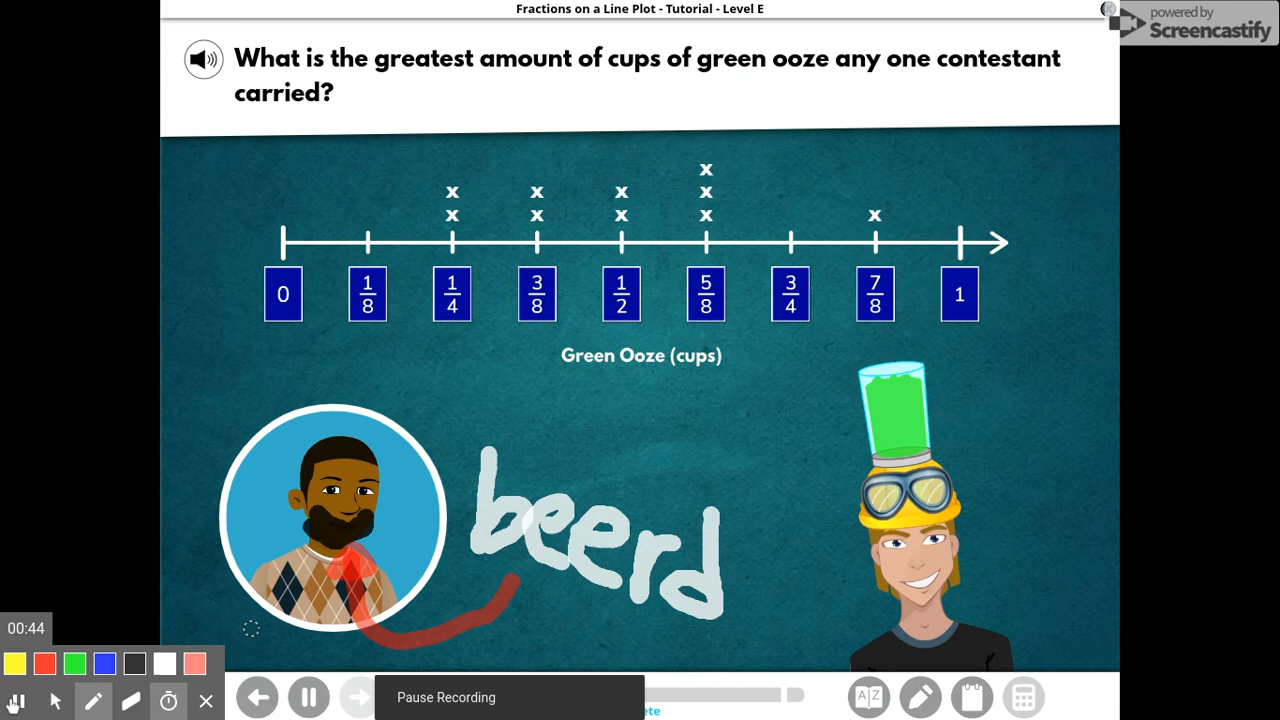 Fractions on a Line Plot - Tutorial - Level E
powered by
Screencastify
What is the greatest amount of cups of green ooze any one contestant
carried?
x
x x x x
x x x x x
0 1/8 1/4 3/8 1/2 5/8 3/4 7/8 1
Green Ooze (cups)
beerd
00:44
Pause Recording
A Z